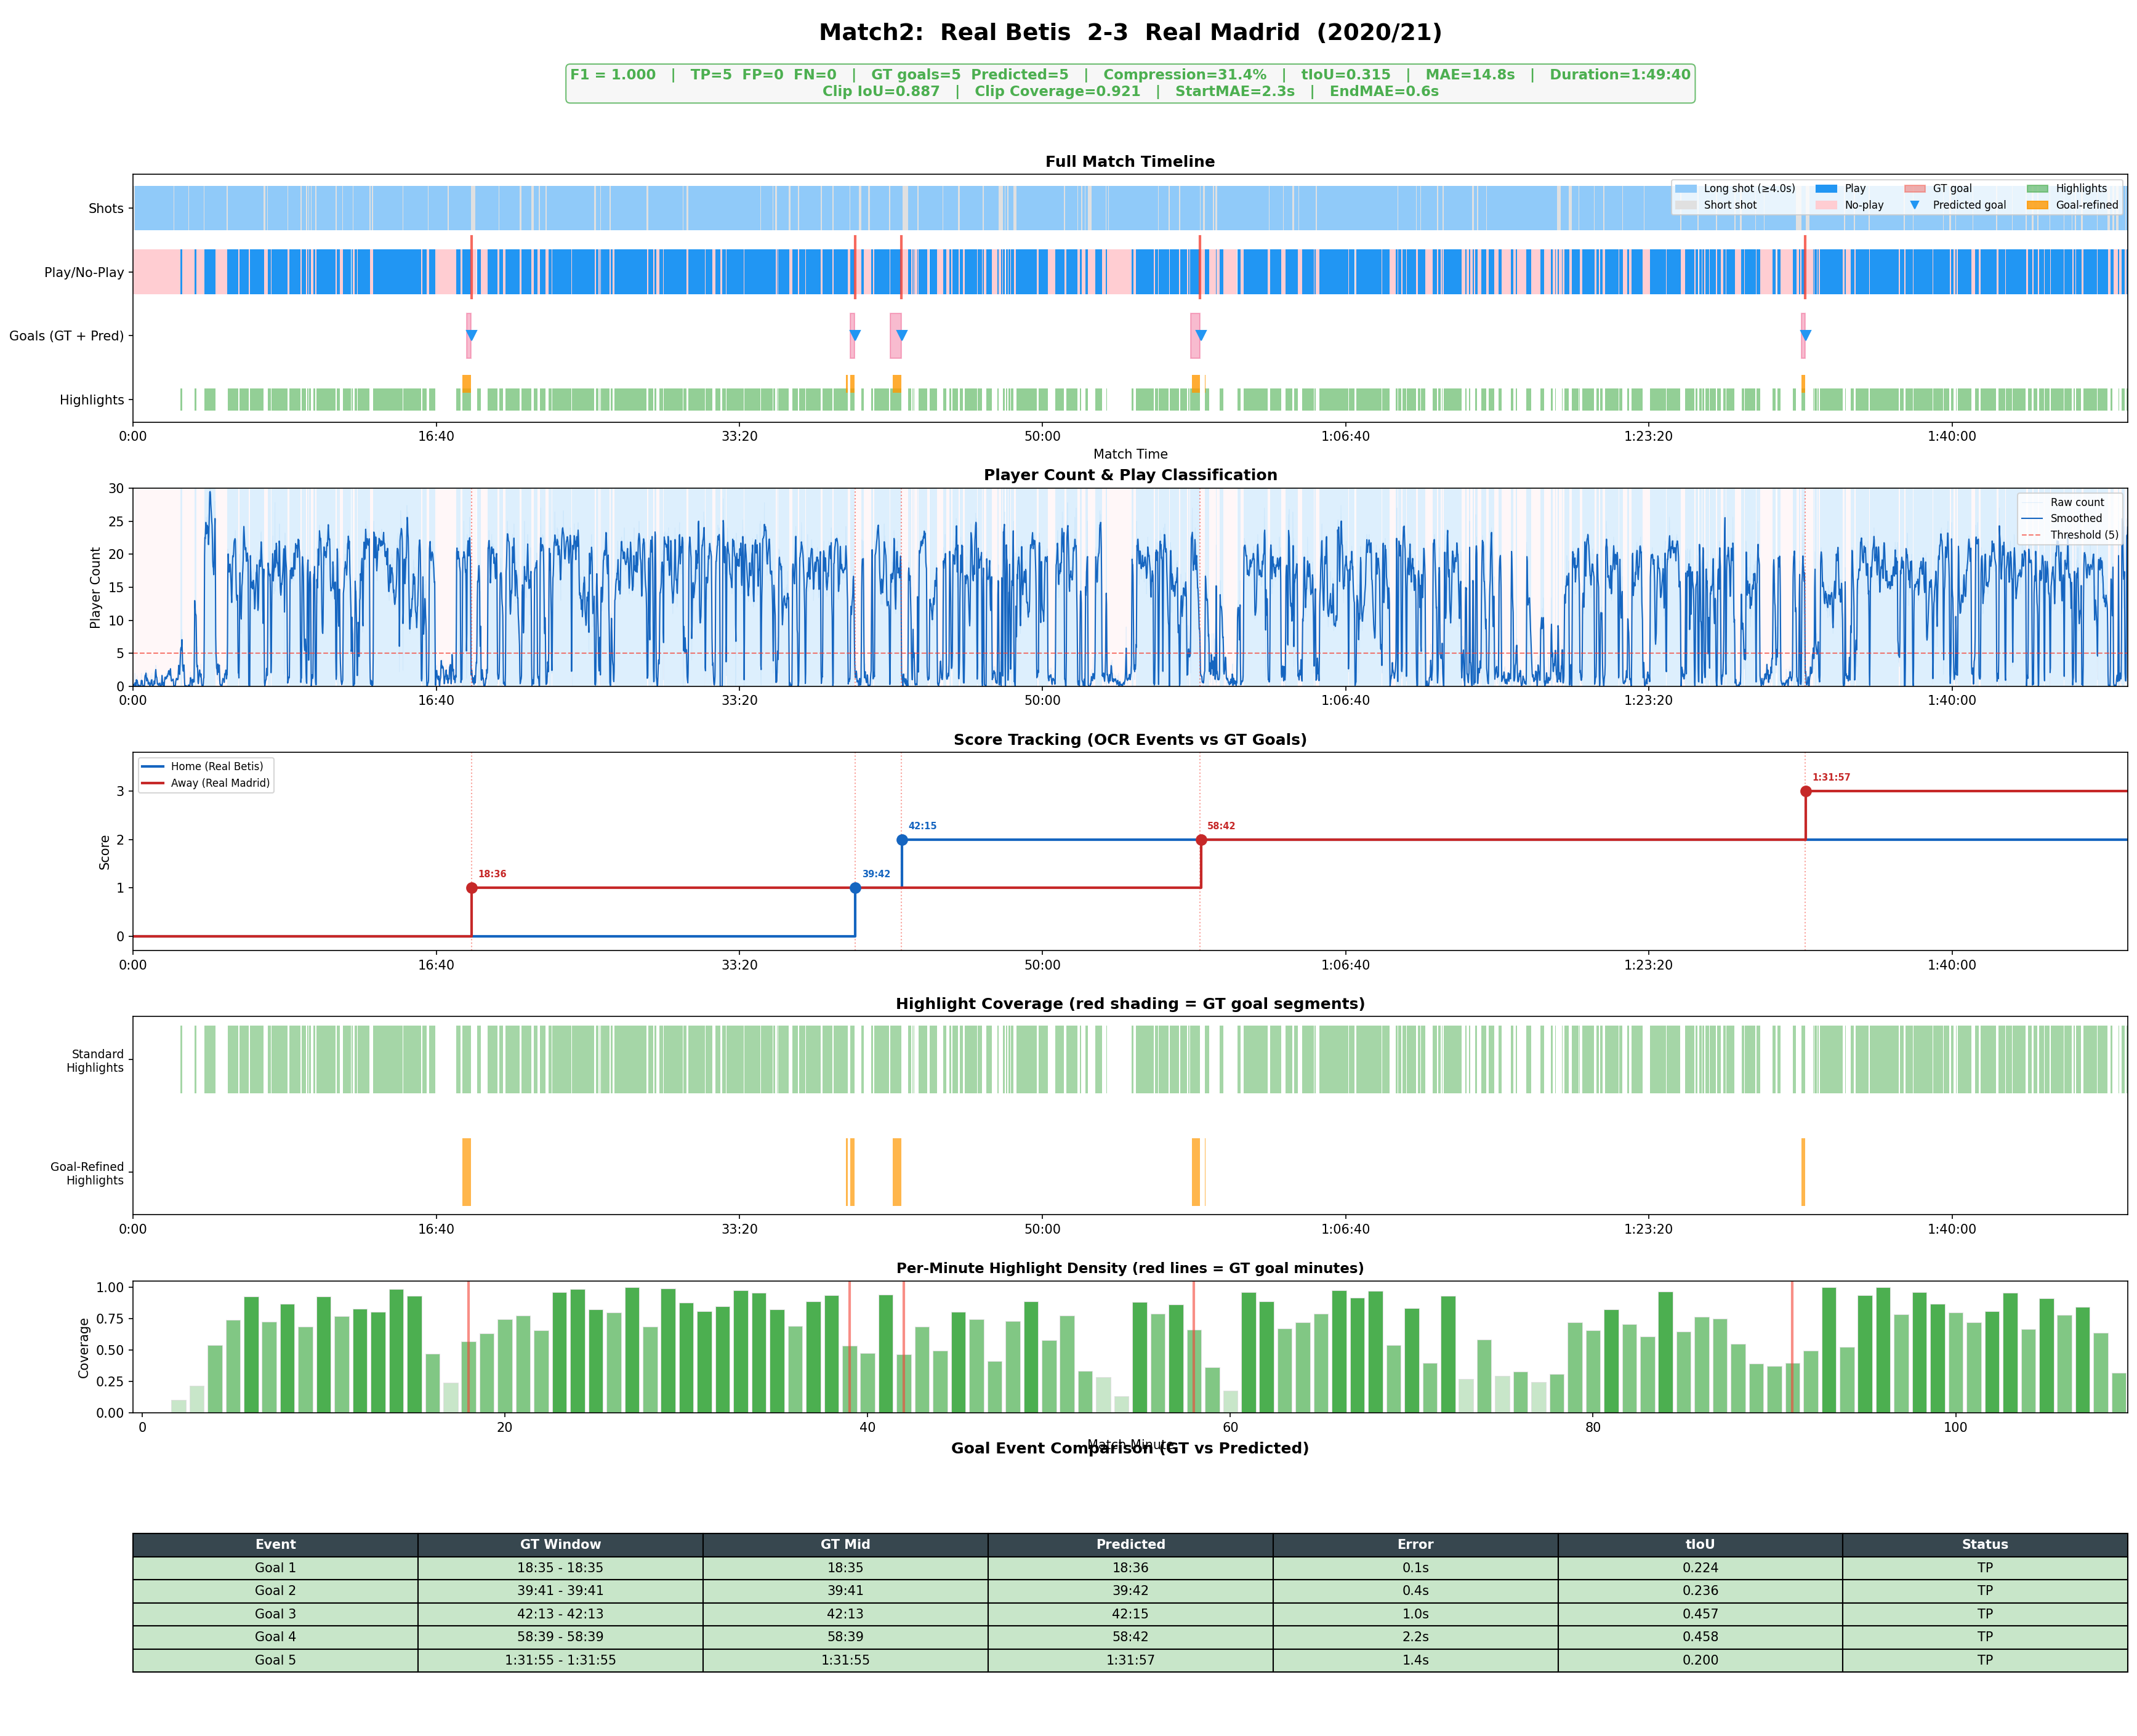 Match2:  Real Betis  2-3  Real Madrid  (2020/21)
F1 = 1.000   |   TP=5  FP=0  FN=0   |   GT goals=5  Predicted=5   |   Compression=31.4%   |   tIoU=0.315   |   MAE=14.8s   |   Duration=1:49:40
Clip IoU=0.887   |   Clip Coverage=0.921   |   StartMAE=2.3s   |   EndMAE=0.6s
Full Match Timeline
Shots
Play/No-Play
Goals (GT + Pred)
Highlights
Long shot (≥4.0s)  Play  GT goal  Highlights
Short shot  No-play  Predicted goal  Goal-refined
0:00  16:40  33:20  50:00  1:06:40  1:23:20  1:40:00
Match Time
Player Count & Play Classification
Player Count
30
25
20
15
10
5
0
Raw count
Smoothed
Threshold (5)
0:00  16:40  33:20  50:00  1:06:40  1:23:20  1:40:00
Score Tracking (OCR Events vs GT Goals)
Score
3
2
1
0
Home (Real Betis)
Away (Real Madrid)
18:36
39:42
42:15
58:42
1:31:57
0:00  16:40  33:20  50:00  1:06:40  1:23:20  1:40:00
Highlight Coverage (red shading = GT goal segments)
Standard
Highlights
Goal-Refined
Highlights
0:00  16:40  33:20  50:00  1:06:40  1:23:20  1:40:00
Per-Minute Highlight Density (red lines = GT goal minutes)
Coverage
1.00
0.75
0.50
0.25
0.00
0  20  40  60  80  100
Match Minute
Goal Event Comparison (GT vs Predicted)
Event  GT Window  GT Mid  Predicted  Error  tIoU  Status
Goal 1  18:35 - 18:35  18:35  18:36  0.1s  0.224  TP
Goal 2  39:41 - 39:41  39:41  39:42  0.4s  0.236  TP
Goal 3  42:13 - 42:13  42:13  42:15  1.0s  0.457  TP
Goal 4  58:39 - 58:39  58:39  58:42  2.2s  0.458  TP
Goal 5  1:31:55 - 1:31:55  1:31:55  1:31:57  1.4s  0.200  TP